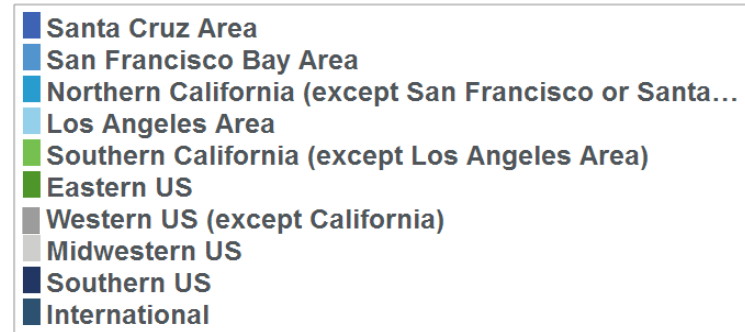 Santa Cruz Area
San Francisco Bay Area
Northern California (except San Francisco or Santa…
Los Angeles Area
Southern California (except Los Angeles Area)
Eastern US
Western US (except California)
Midwestern US
Southern US
International